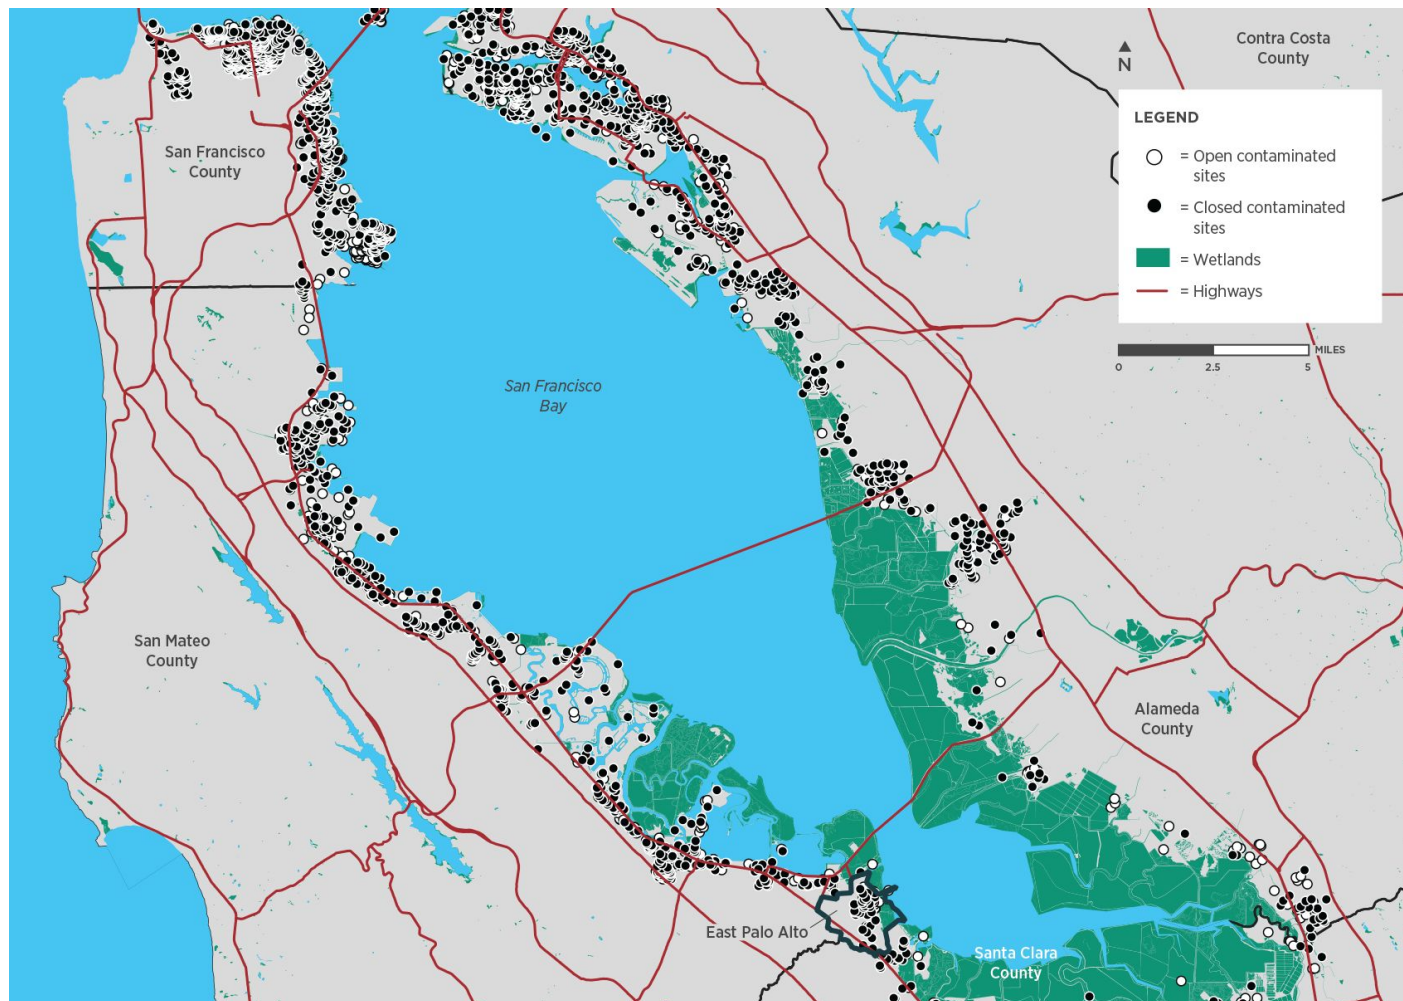 Contra Costa
County
N
LEGEND
= Open contaminated
sites
= Closed contaminated
sites
= Wetlands
= Highways
MILES
0 2.5 5
San Francisco
County
San Francisco
Bay
San Mateo
County
Alameda
County
East Palo Alto
Santa Clara
County